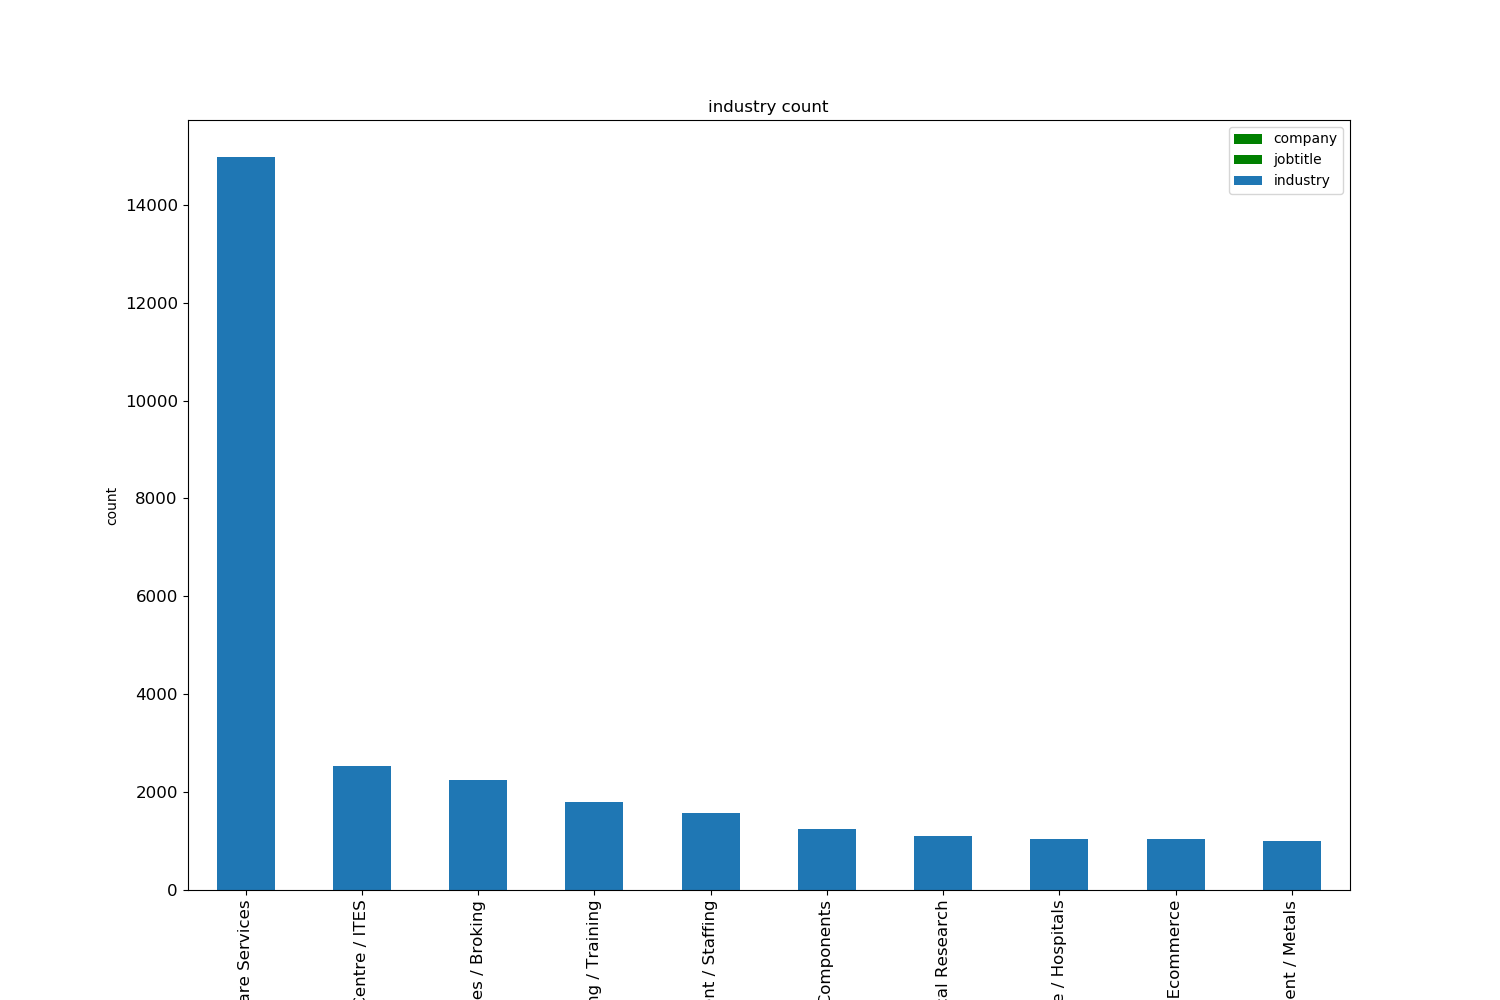 industry count
company
jobtitle
industry
14000
12000
10000
8000
6000
4000
2000
0
count
are Services
Centre / ITES
es / Broking
ng / Training
nt / Staffing
Components
cal Research
e / Hospitals
Ecommerce
ent / Metals